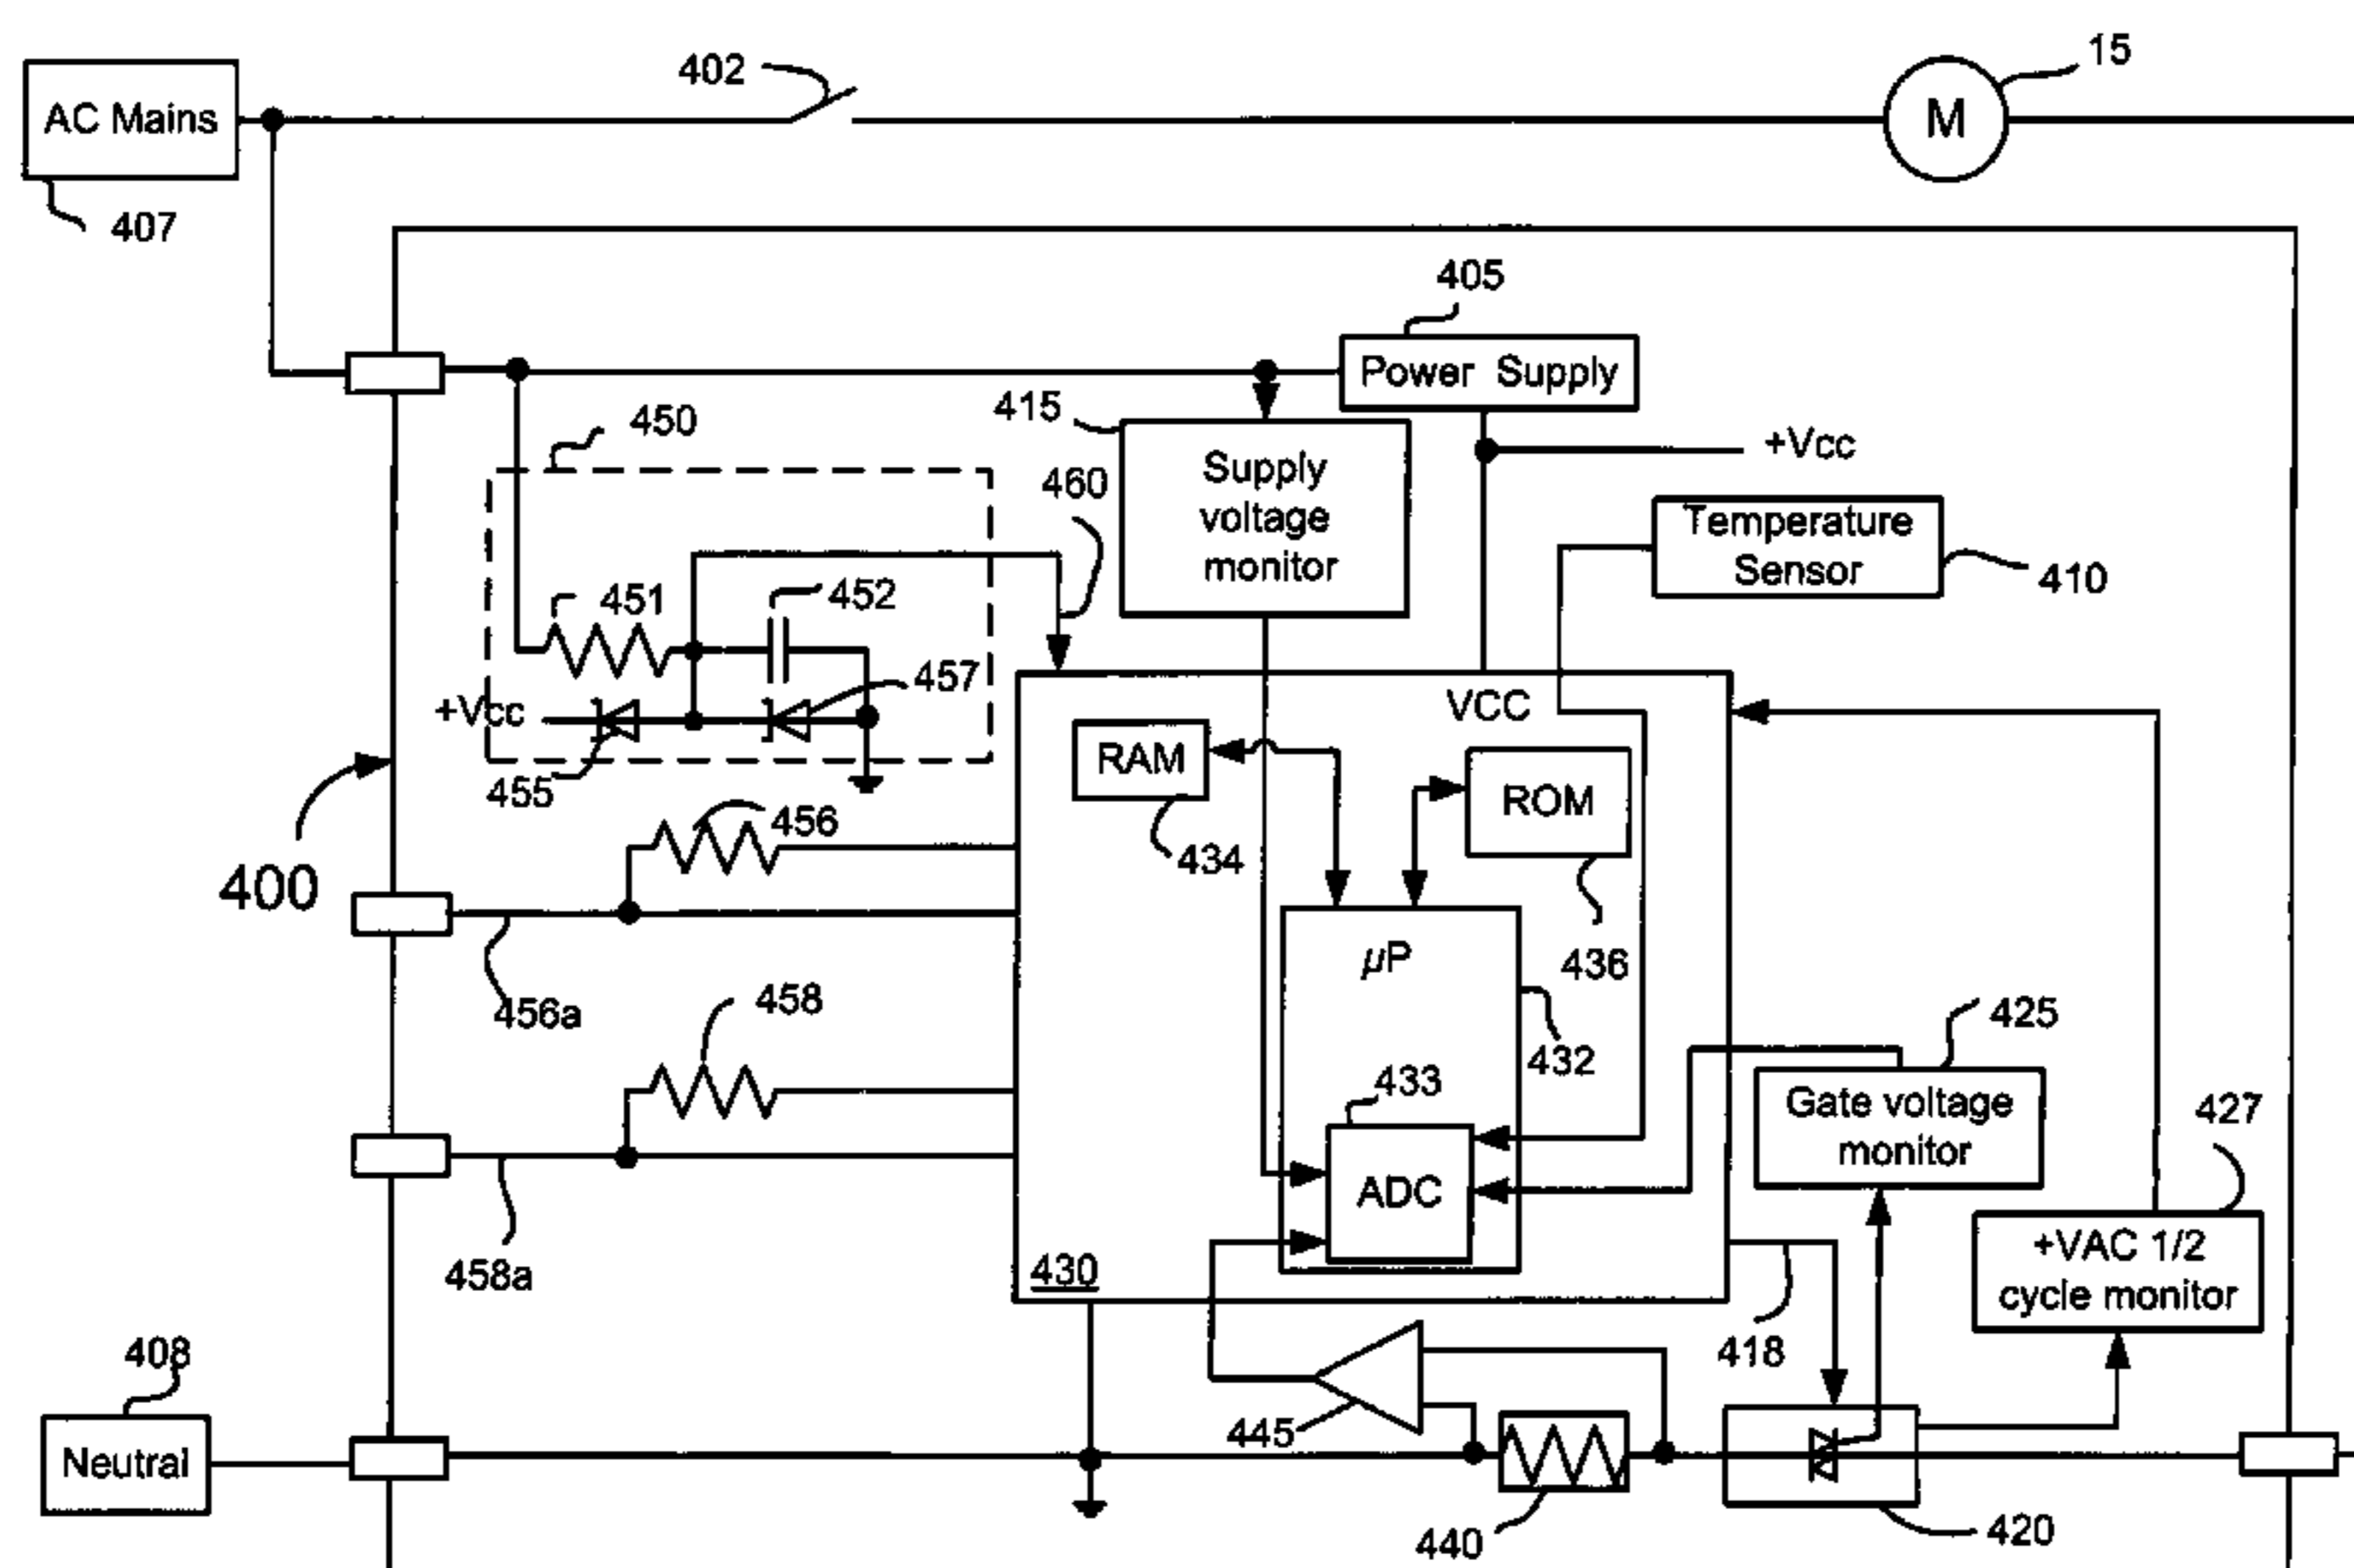 402
15
AC Mains
M
407
405
Power Supply
415
450
+Vcc
460
Supply
voltage
monitor
Temperature
Sensor
410
451
452
457
+Vcc
VCC
455
RAM
ROM
456
434
400
436
µP
456a
458
425
432
433
Gate voltage
monitor
427
ADC
458a
430
+VAC 1/2
cycle monitor
418
408
445
Neutral
440
420